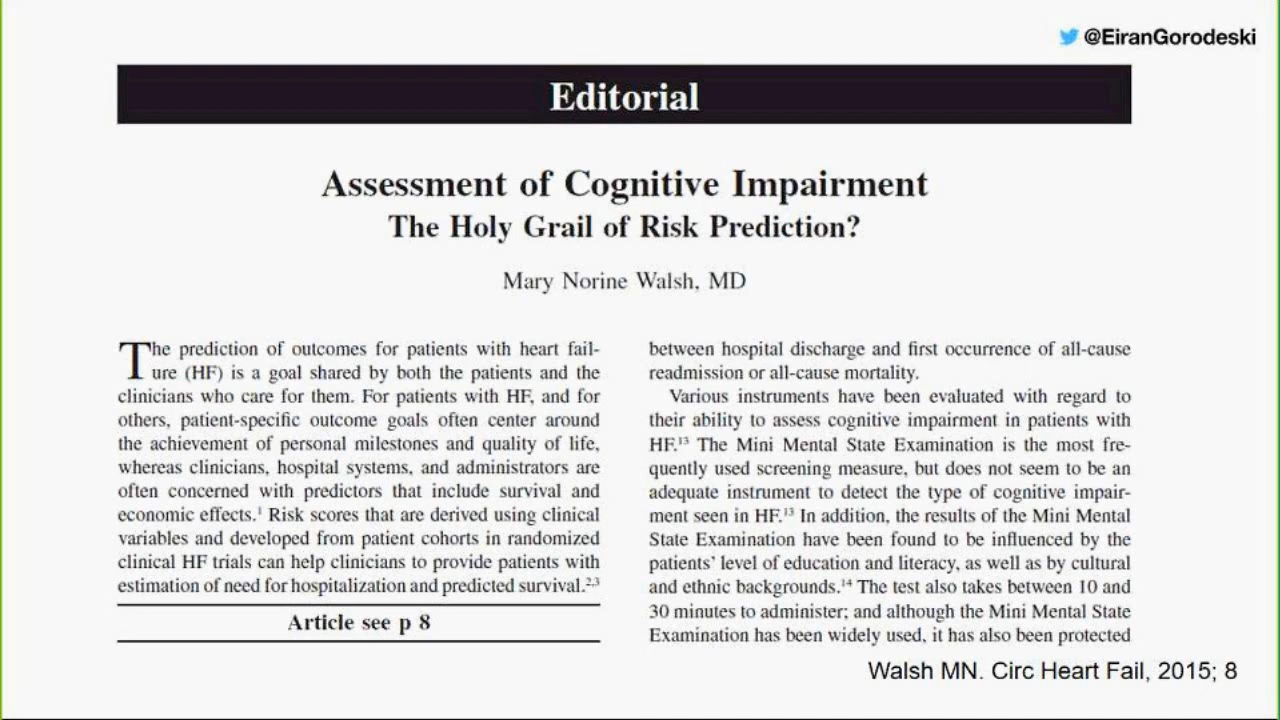 @EiranGorodeski
Editorial
Assessment of Cognitive Impairment
The Holy Grail of Risk Prediction?
Mary Norine Walsh, MD
The prediction of outcomes for patients with heart fail-
ure (HF) is a goal shared by both the patients and the
clinicians who care for them. For patients with HF, and for
others, patient-specific outcome goals often center around
the achievement of personal milestones and quality of life,
whereas clinicians, hospital systems, and administrators are
often concerned with predictors that include survival and
economic effects.¹ Risk scores that are derived using clinical
variables and developed from patient cohorts in randomized
clinical HF trials can help clinicians to provide patients with
estimation of need for hospitalization and predicted survival.²,³
Article see p 8
between hospital discharge and first occurrence of all-cause
readmission or all-cause mortality.
Various instruments have been evaluated with regard to
their ability to assess cognitive impairment in patients with
HF.¹³ The Mini Mental State Examination is the most fre-
quently used screening measure, but does not seem to be an
adequate instrument to detect the type of cognitive impair-
ment seen in HF.¹³ In addition, the results of the Mini Mental
State Examination have been found to be influenced by the
patients' level of education and literacy, as well as by cultural
and ethnic backgrounds.¹⁴ The test also takes between 10 and
30 minutes to administer; and although the Mini Mental State
Examination has been widely used, it has also been protected
Walsh MN. Circ Heart Fail, 2015; 8